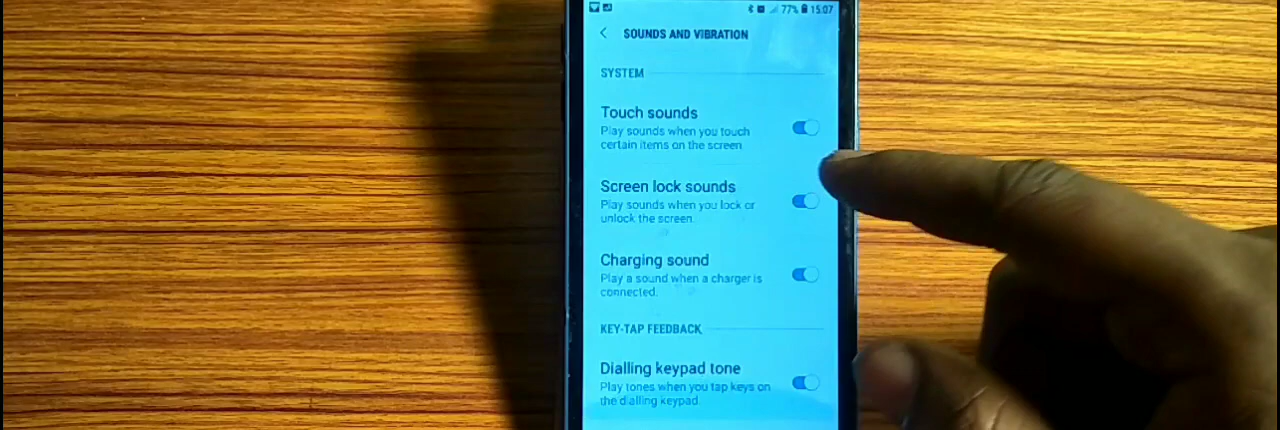 77% 15:07
SOUNDS AND VIBRATION
SYSTEM
Touch sounds
Play sounds when you touch
certain items on the screen.
Screen lock sounds
Play sounds when you lock or
unlock the screen.
Charging sound
Play a sound when a charger is
connected.
KEY-TAP FEEDBACK
Dialling keypad tone
Play tones when you tap keys on
the dialling keypad.